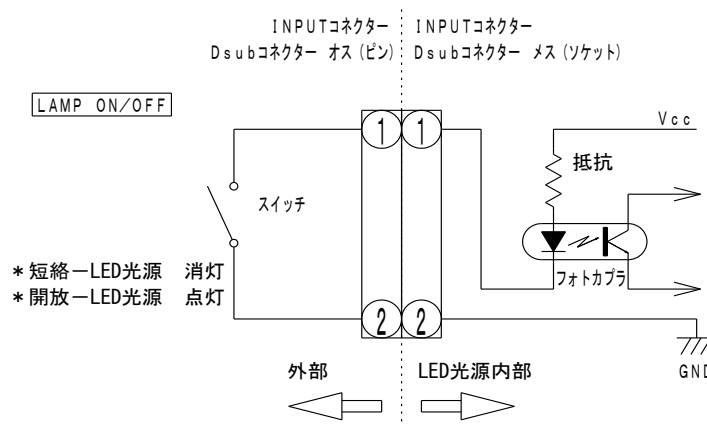 INPUTコネクター
Dsubコネクター オス(ピン)
INPUTコネクター
Dsubコネクター メス(ソケット)
LAMP ON/OFF
1
1
Vcc
抵抗
スイッチ
フォトカプラ
*短絡－LED光源 消灯
*開放－LED光源 点灯
2
2
GND
外部
LED光源内部